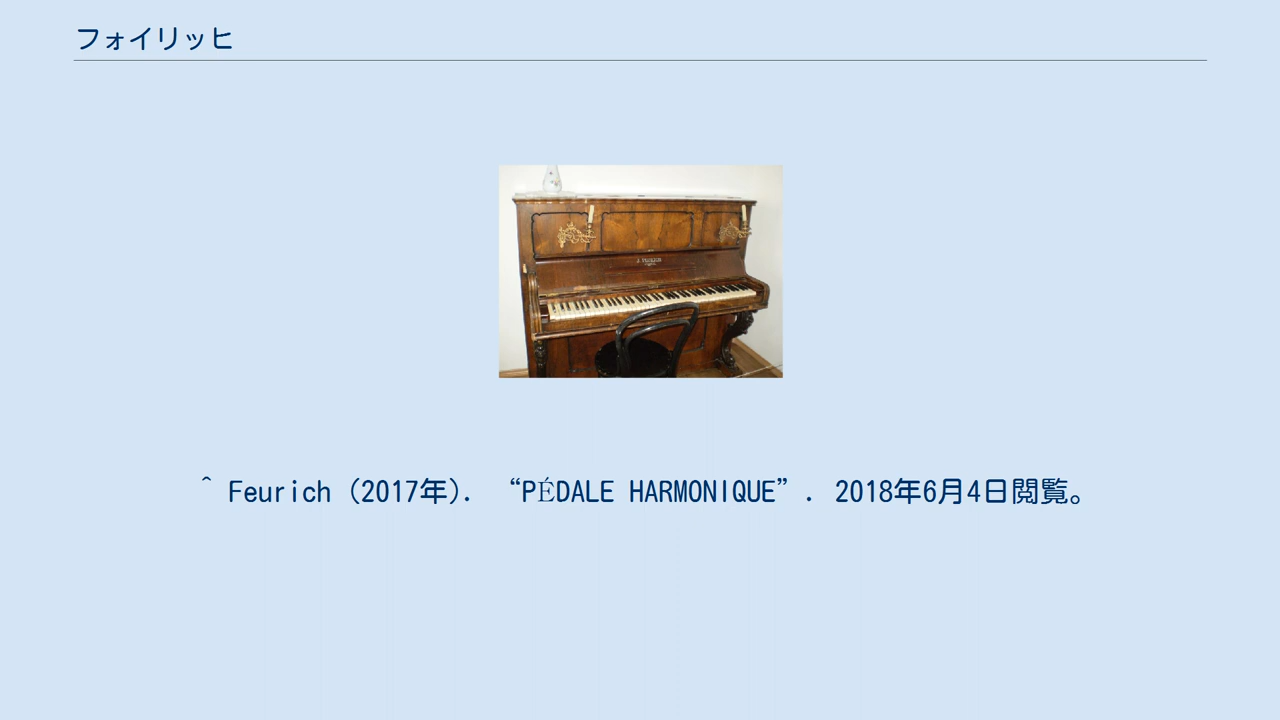 フォイリッヒ
J. FEURICH
^ Feurich (2017年). “PÉDALE HARMONIQUE”. 2018年6月4日閲覧。